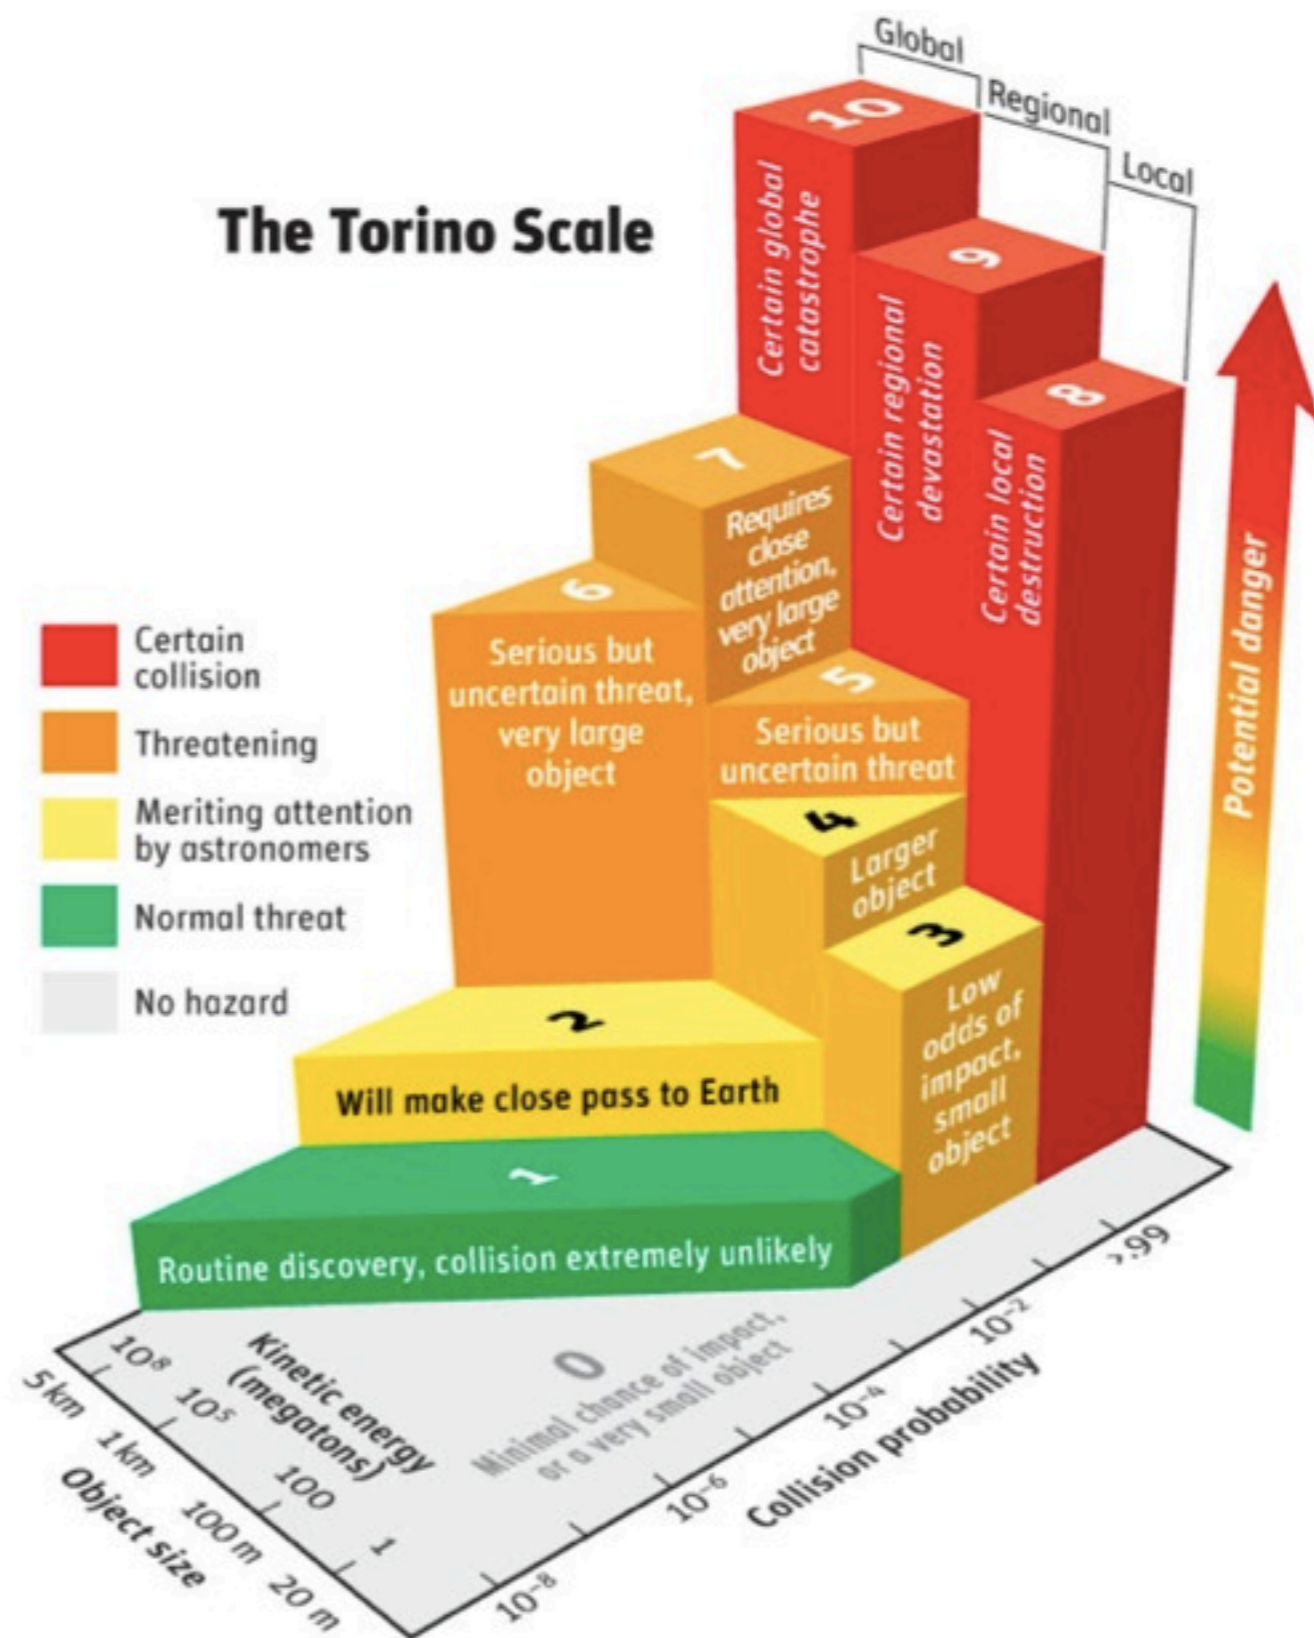 Global
Regional
Local
The Torino Scale
10
Certain global
catastrophe
9
Certain regional
devastation
8
Certain local
destruction
7
Requires
close
attention,
very large
object
6
Serious but
uncertain threat,
very large
object
5
Serious but
uncertain threat
4
Larger
object
3
Low
odds of
impact,
small
object
2
Will make close pass to Earth
1
Routine discovery, collision extremely unlikely
0
Minimal chance of impact,
or a very small object
Potential danger
Certain
collision
Threatening
Meriting attention
by astronomers
Normal threat
No hazard
Kinetic energy
(megatons)
10⁸
10⁵
100
1
5 km
1 km
100 m
20 m
Object size
10⁻⁸
10⁻⁶
10⁻⁴
10⁻²
>.99
Collision probability